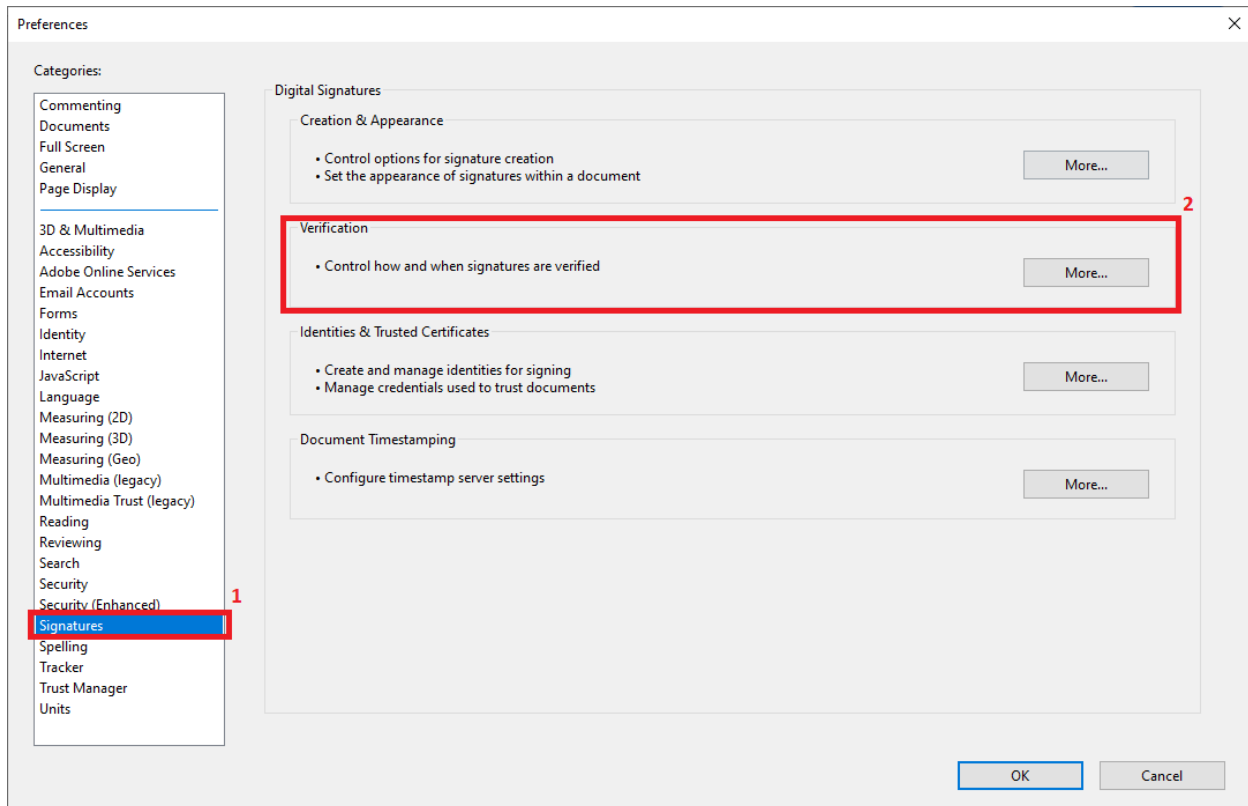 Preferences
Categories:
Commenting
Documents
Full Screen
General
Page Display
3D & Multimedia
Accessibility
Adobe Online Services
Email Accounts
Forms
Identity
Internet
JavaScript
Language
Measuring (2D)
Measuring (3D)
Measuring (Geo)
Multimedia (legacy)
Multimedia Trust (legacy)
Reading
Reviewing
Search
Security
Security (Enhanced)
1
Signatures
Spelling
Tracker
Trust Manager
Units
Digital Signatures
Creation & Appearance
• Control options for signature creation
• Set the appearance of signatures within a document
More...
2
Verification
• Control how and when signatures are verified
More...
Identities & Trusted Certificates
• Create and manage identities for signing
• Manage credentials used to trust documents
More...
Document Timestamping
• Configure timestamp server settings
More...
OK
Cancel